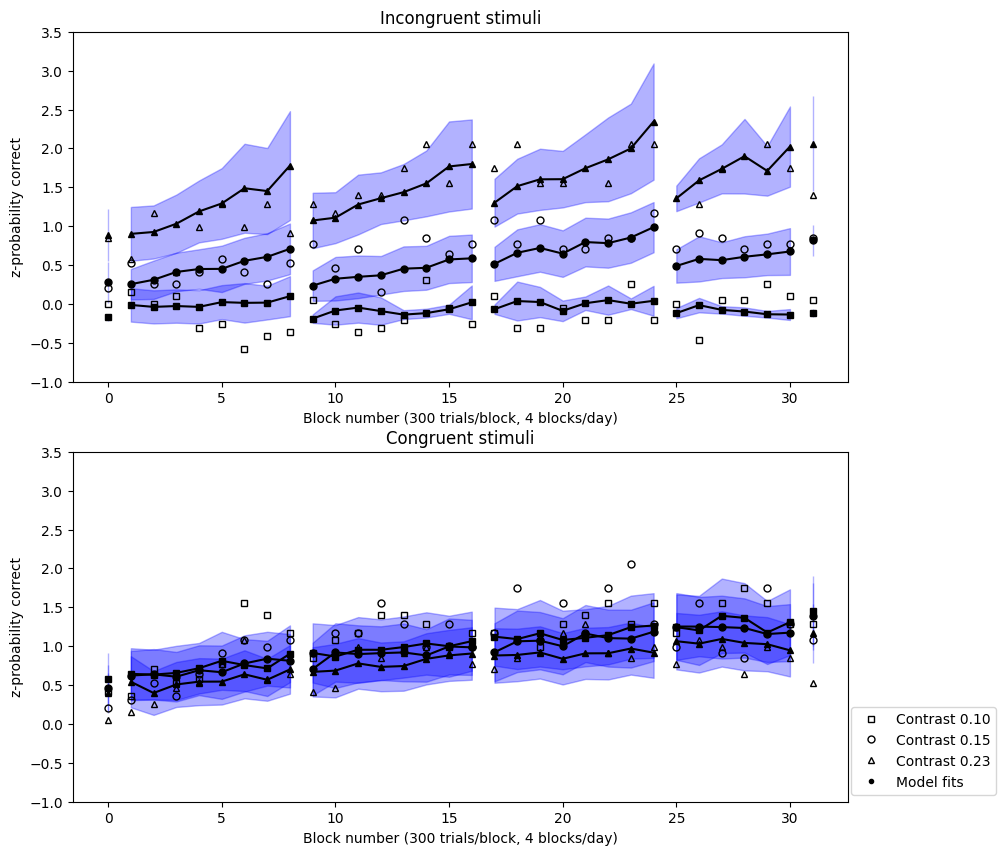 Incongruent stimuli
3.5
3.0
2.5
2.0
1.5
1.0
0.5
0.0
−0.5
−1.0
z-probability correct
0 5 10 15 20 25 30
Block number (300 trials/block, 4 blocks/day)
Congruent stimuli
3.5
3.0
2.5
2.0
1.5
1.0
0.5
0.0
−0.5
−1.0
z-probability correct
0 5 10 15 20 25 30
Block number (300 trials/block, 4 blocks/day)
Contrast 0.10
Contrast 0.15
Contrast 0.23
Model fits